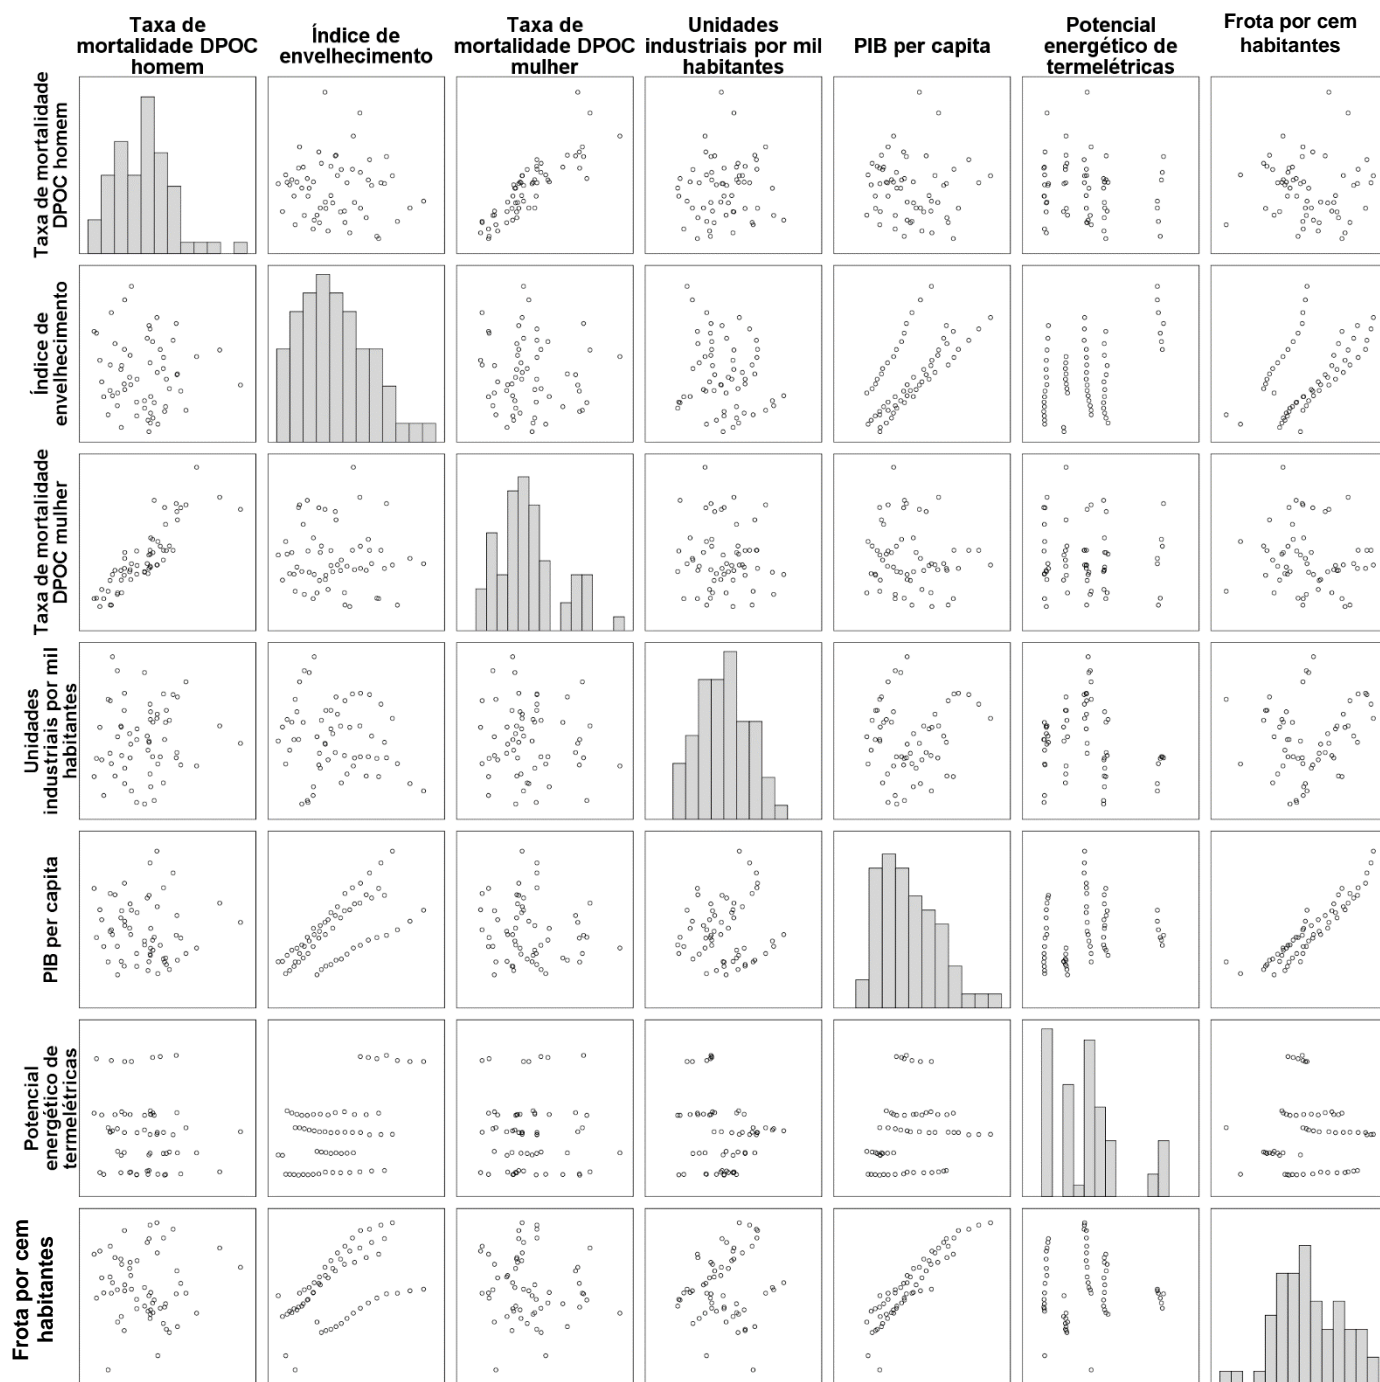 Taxa de
mortalidade DPOC
homem
Índice de
envelhecimento
Taxa de
mortalidade DPOC
mulher
Unidades
industriais por mil
habitantes
PIB per capita
Potencial
energético de
termelétricas
Frota por cem
habitantes
Taxa de mortalidade
DPOC homem
Índice de
envelhecimento
Taxa de mortalidade
DPOC mulher
Unidades
industriais por mil
habitantes
PIB per capita
Potencial
energético de
termelétricas
Frota por cem
habitantes